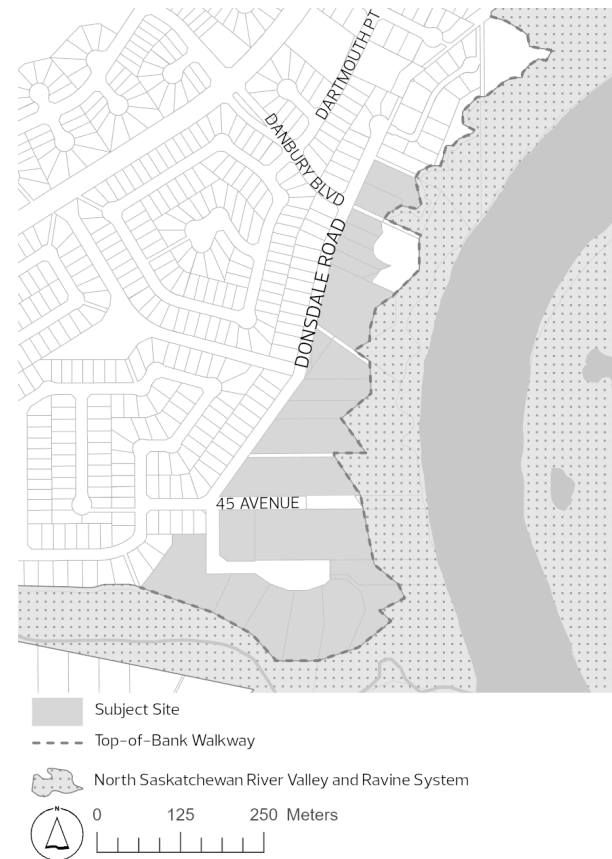 DARTMOUTH PT
DANBURY BLVD
DONSDALE ROAD
45 AVENUE
Subject Site
Top-of-Bank Walkway
North Saskatchewan River Valley and Ravine System
N
0 125 250 Meters